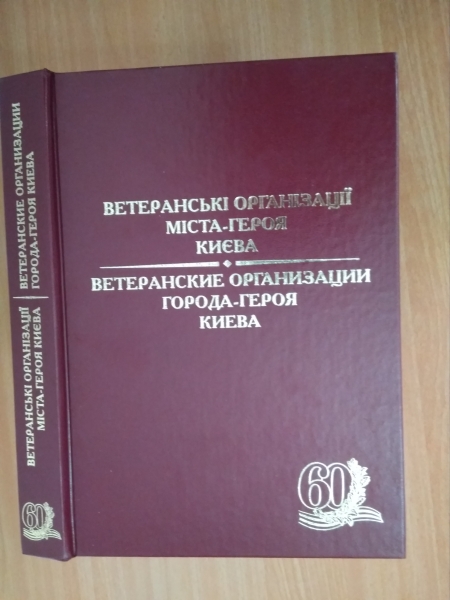 ВЕТЕРАНСЬКІ ОРГАНІЗАЦІЇ
МІСТА-ГЕРОЯ
КИЄВА
ВЕТЕРАНСКИЕ ОРГАНИЗАЦИИ
ГОРОДА-ГЕРОЯ
КИЕВА
60
ВЕТЕРАНСЬКІ ОРГАНІЗАЦІЇ
МІСТА-ГЕРОЯ КИЄВА
ВЕТЕРАНСКИЕ ОРГАНИЗАЦИИ
ГОРОДА-ГЕРОЯ КИЕВА
60